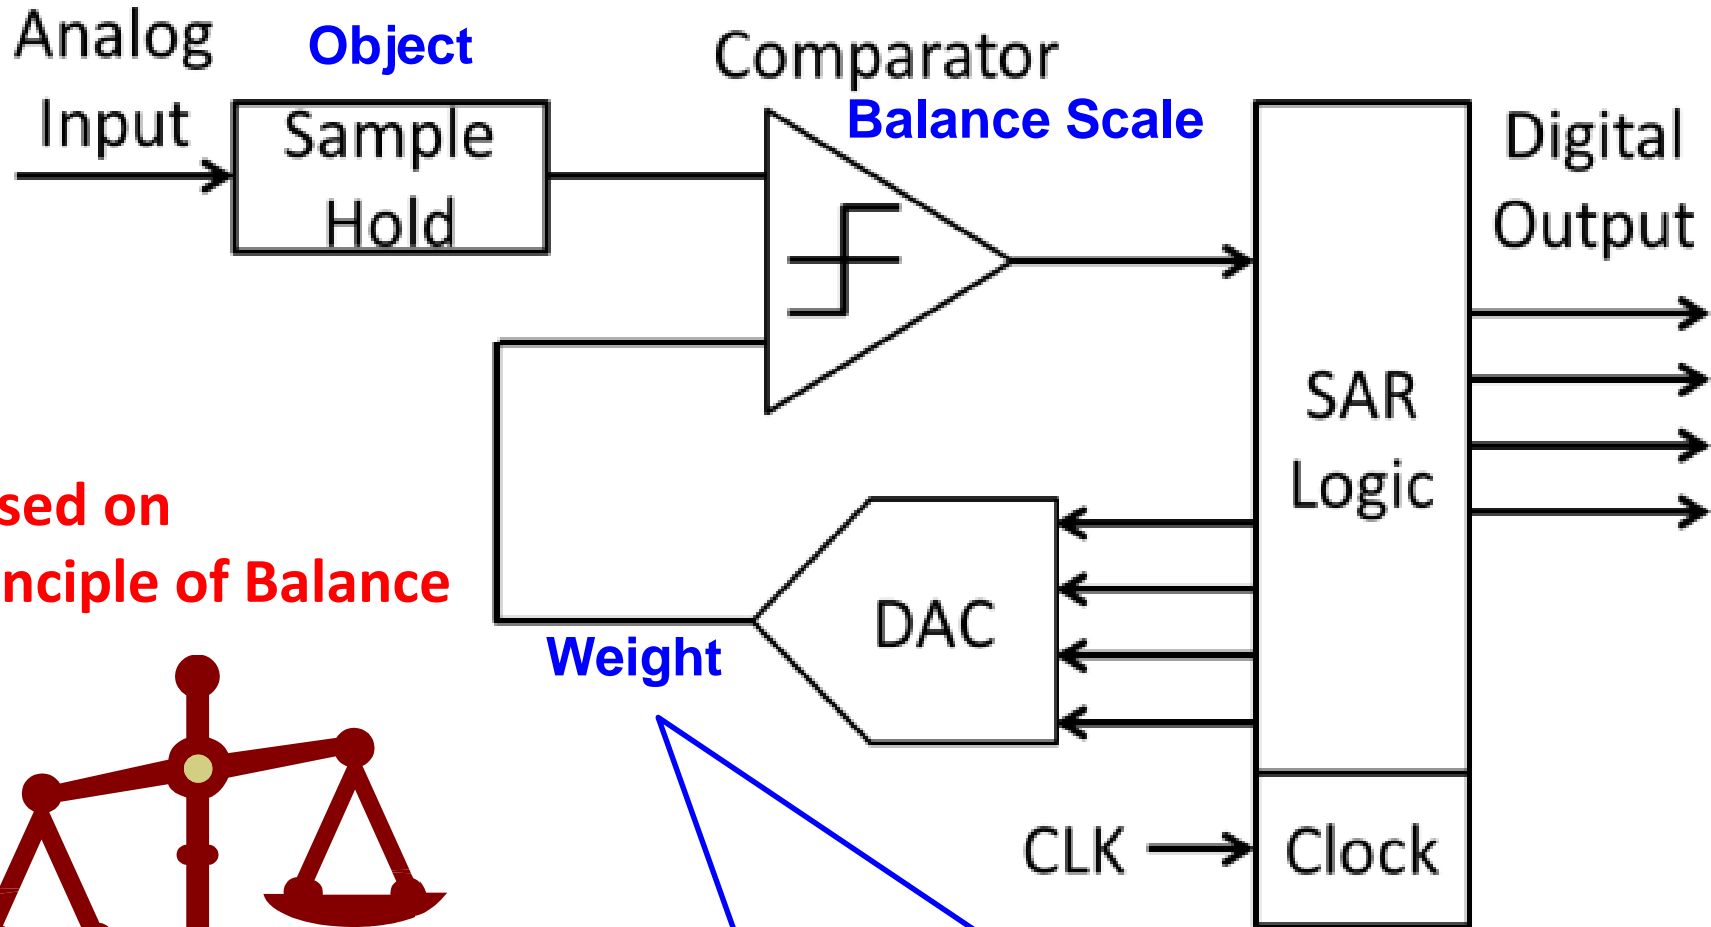 Analog
Input
Object
Sample
Hold
Comparator
Balance Scale
Digital
Output
SAR
Logic
sed on
nciple of Balance
Weight
DAC
CLK
Clock